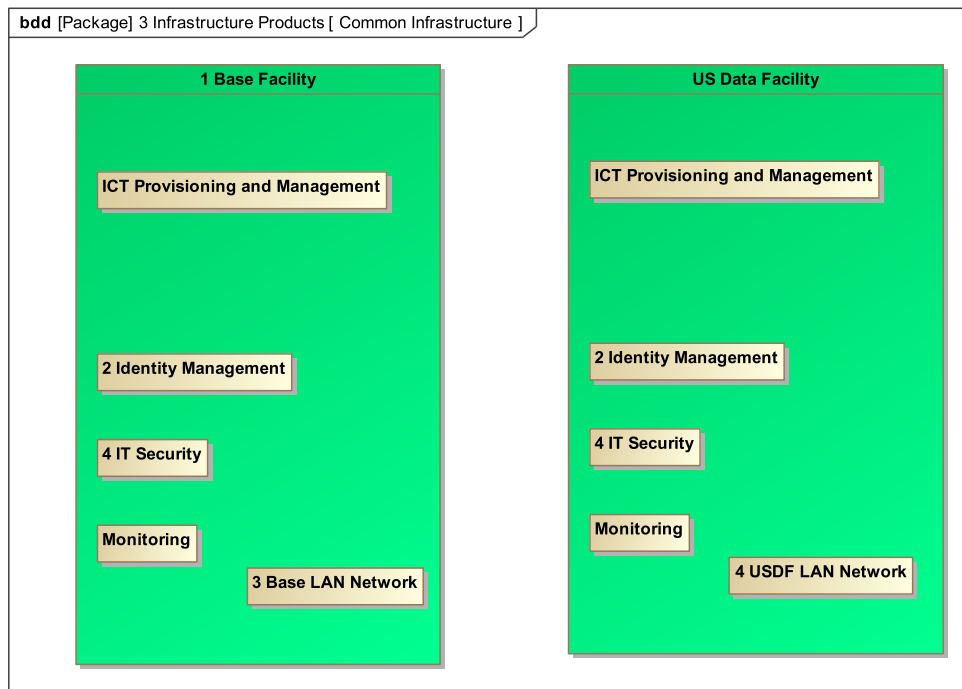 bdd [Package] 3 Infrastructure Products [ Common Infrastructure ]
1 Base Facility
ICT Provisioning and Management
2 Identity Management
4 IT Security
Monitoring
3 Base LAN Network
US Data Facility
ICT Provisioning and Management
2 Identity Management
4 IT Security
Monitoring
4 USDF LAN Network